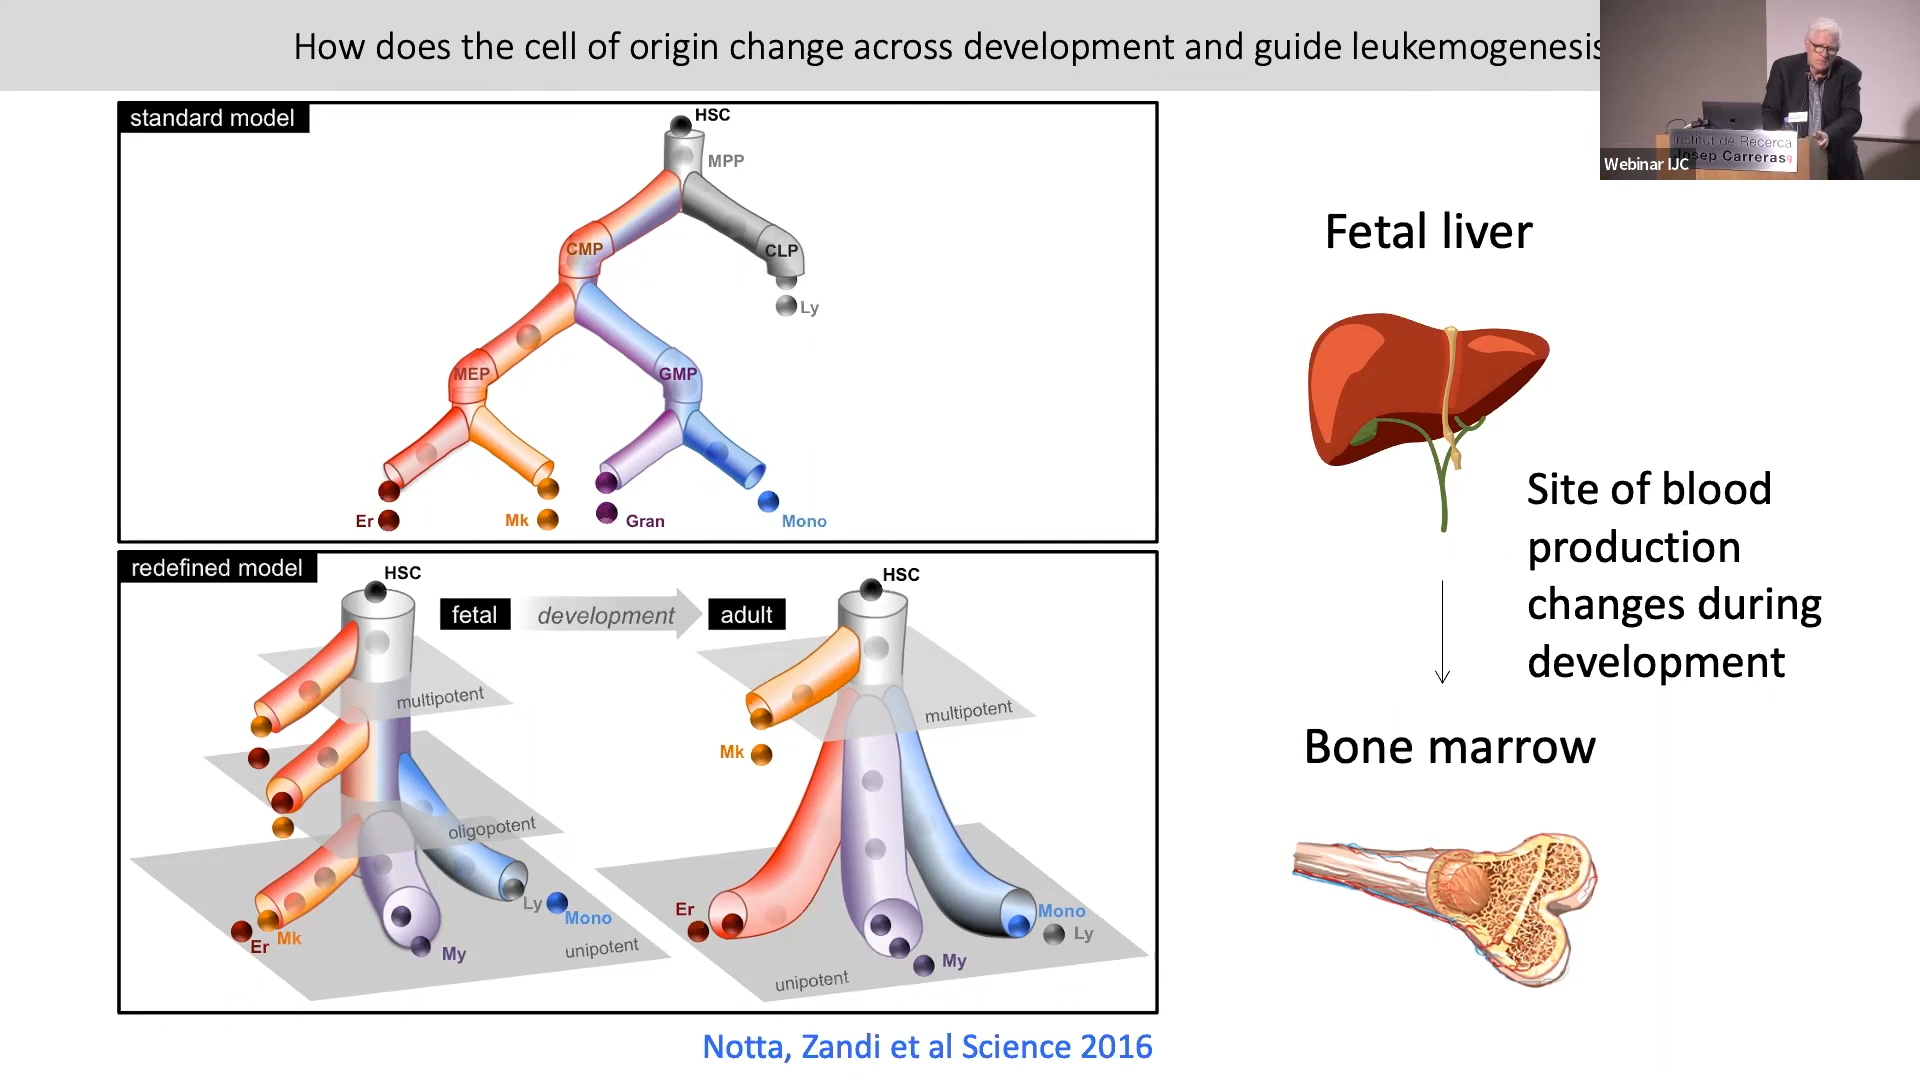 How does the cell of origin change across development and guide leukemogenesis
Webinar IJC
Institut de Recerca
Josep Carreras
standard model
HSC
MPP
CMP
CLP
Ly
MEP
GMP
Er
Mk
Gran
Mono
redefined model
HSC
fetal
development
adult
HSC
multipotent
multipotent
Mk
oligopotent
Ly
Mono
Er
Mk
My
unipotent
Er
Mono
Ly
My
unipotent
Notta, Zandi et al Science 2016
Fetal liver
Site of blood
production
changes during
development
Bone marrow